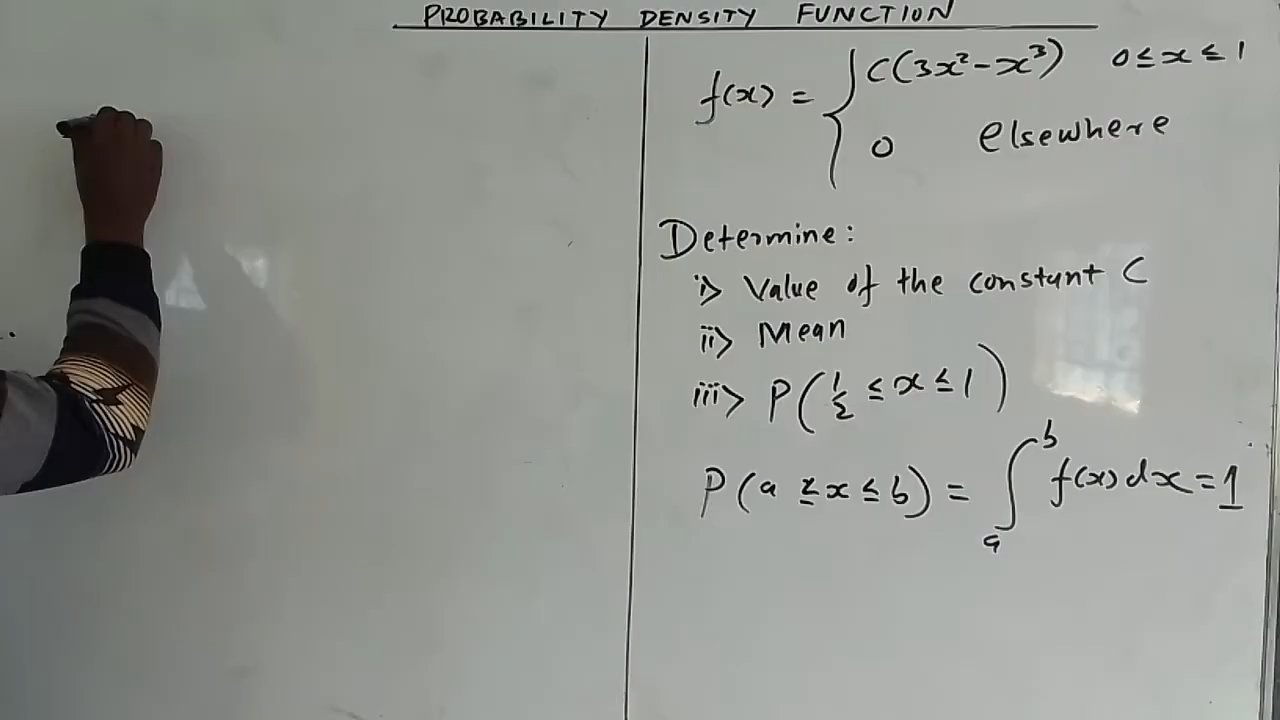 PROBABILITY DENSITY FUNCTION
f(x) = { C(3x² - x³) 0 ≤ x ≤ 1
0 elsewhere
Determine:
i> Value of the constant C
ii> Mean
iii> P(1/2 ≤ x ≤ 1)
P(a ≤ x ≤ b) = ∫ₐᵇ f(x) dx = 1